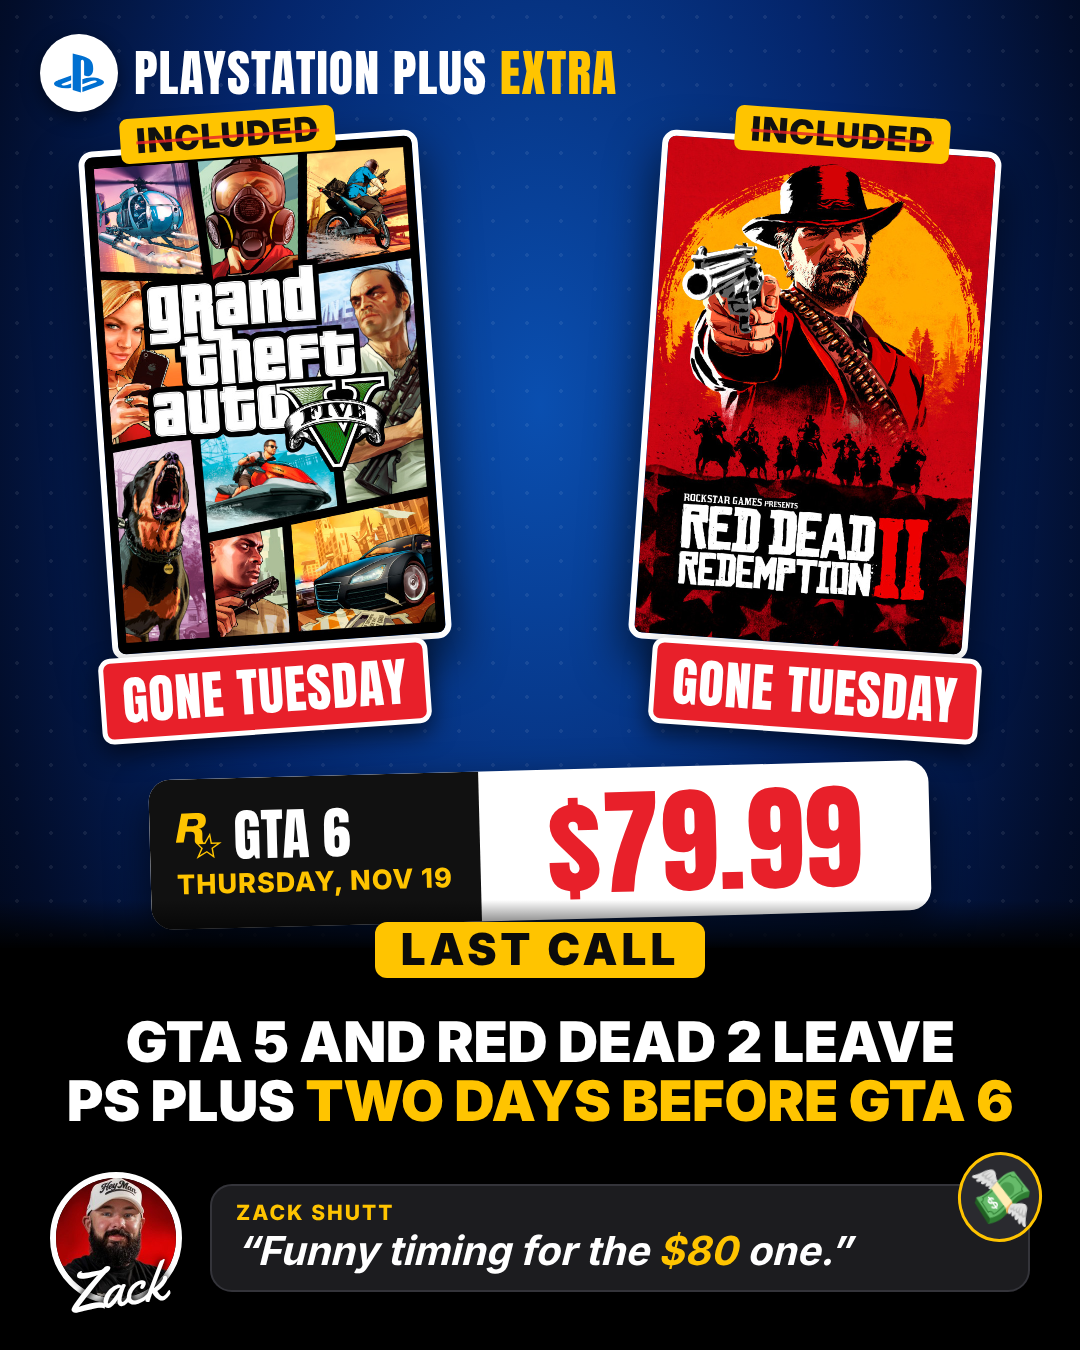 PLAYSTATION PLUS EXTRA
INCLUDED
INCLUDED
grand
theft
auto
FIVE
ROCKSTAR GAMES PRESENTS
RED DEAD
REDEMPTION II
GONE TUESDAY
GONE TUESDAY
R GTA 6
THURSDAY, NOV 19
$79.99
LAST CALL
GTA 5 AND RED DEAD 2 LEAVE
PS PLUS TWO DAYS BEFORE GTA 6
ZACK SHUTT
“Funny timing for the $80 one.”
HeyMan
Zack